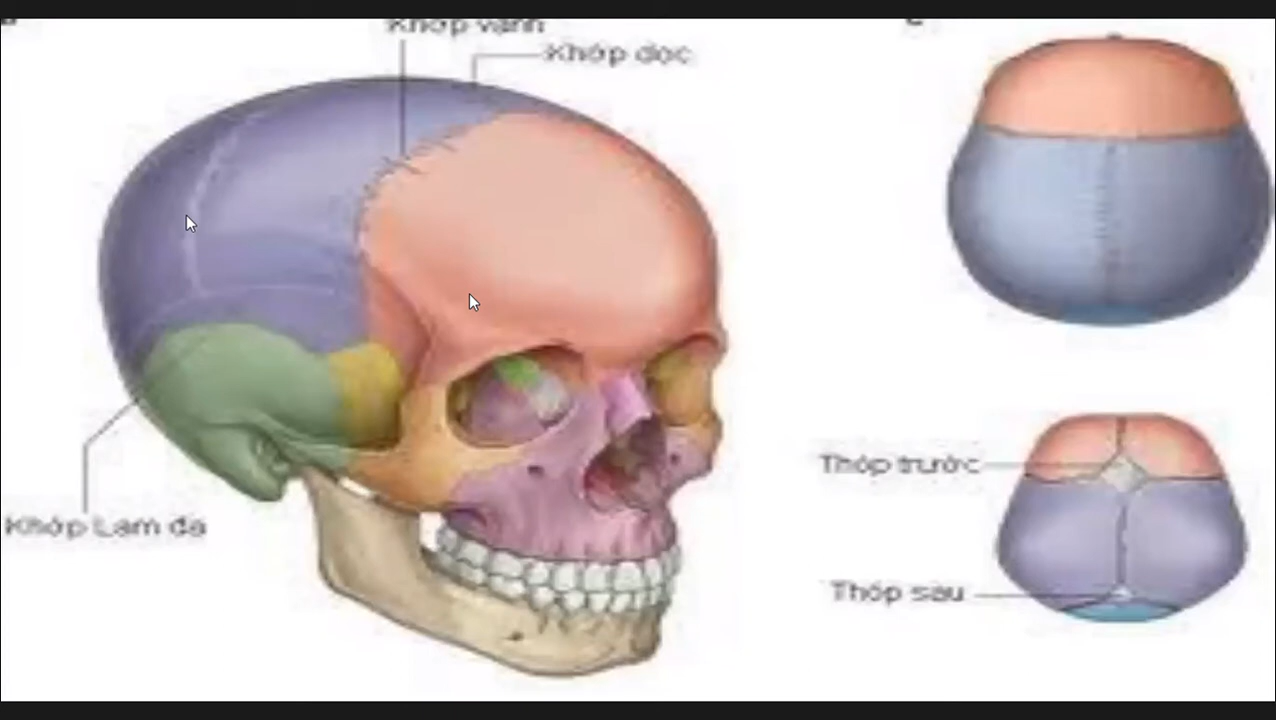 Khớp vành
Khớp dọc
Thóp trước
Khớp Lam đa
Thóp sau